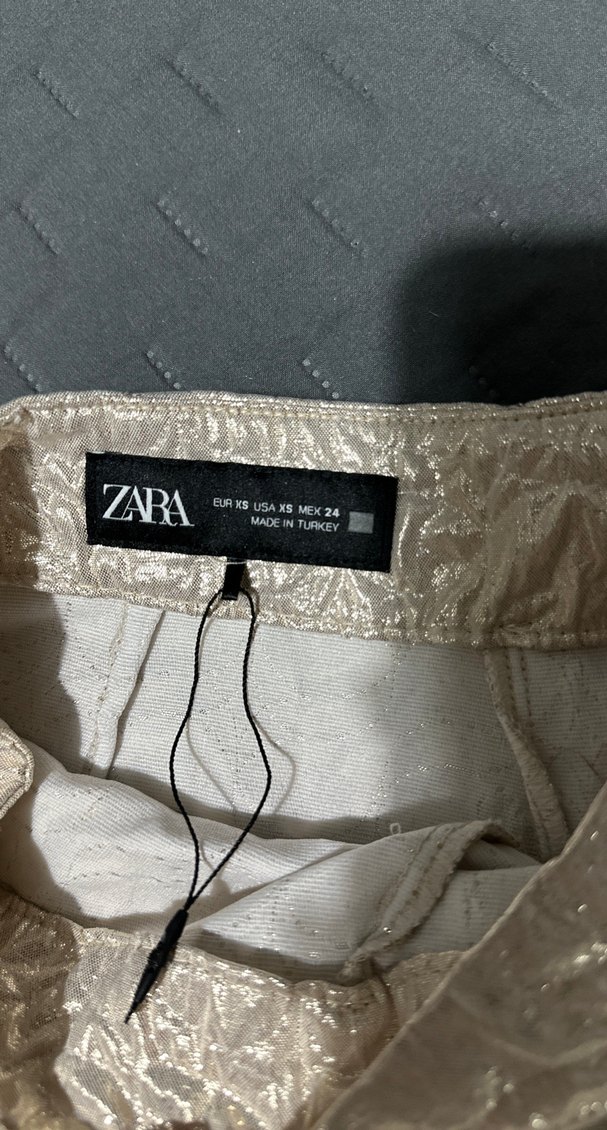 ZARA
EUR XS USA XS MEX 24
MADE IN TURKEY